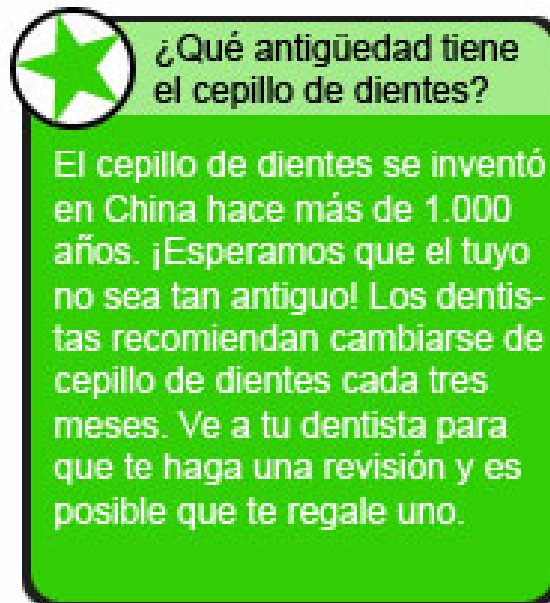 ¿Qué antigüedad tiene
el cepillo de dientes?
El cepillo de dientes se inventó
en China hace más de 1.000
años. ¡Esperamos que el tuyo
no sea tan antiguo! Los dentis-
tas recomiendan cambiarse de
cepillo de dientes cada tres
meses. Ve a tu dentista para
que te haga una revisión y es
posible que te regale uno.